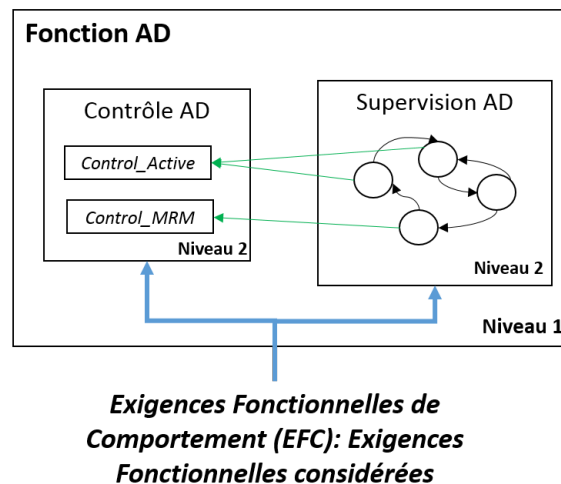 Fonction AD
Contrôle AD
Control_Active
Control_MRM
Niveau 2
Supervision AD
Niveau 2
Niveau 1
Exigences Fonctionnelles de
Comportement (EFC): Exigences
Fonctionnelles considérées